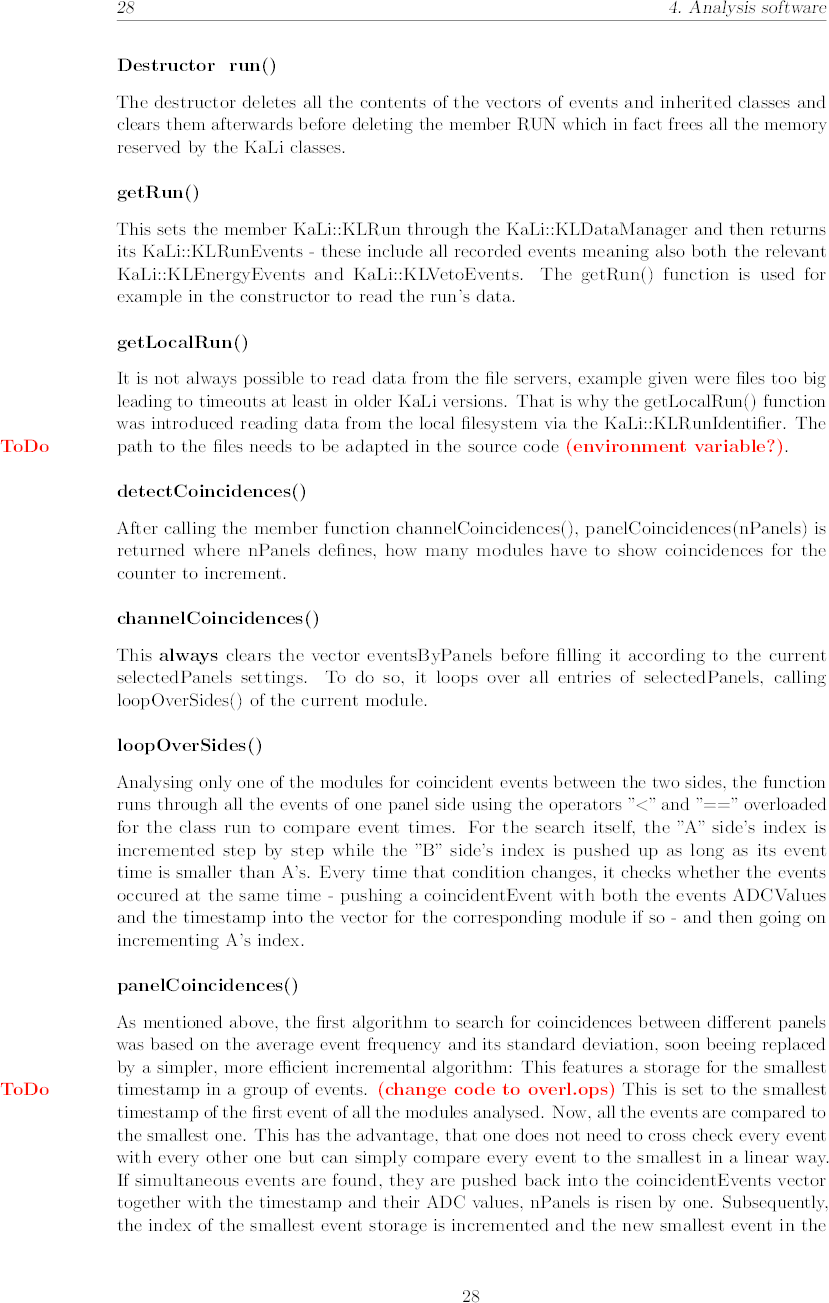 28 4. Analysis software
Destructor run()
The destructor deletes all the contents of the vectors of events and inherited classes and
clears them afterwards before deleting the member RUN which in fact frees all the memory
reserved by the KaLi classes.
getRun()
This sets the member KaLi::KLRun through the KaLi::KLDataManager and then returns
its KaLi::KLRunEvents - these include all recorded events meaning also both the relevant
KaLi::KLEnergyEvents and KaLi::KLVetoEvents. The getRun() function is used for
example in the constructor to read the run's data.
getLocalRun()
It is not always possible to read data from the file servers, example given were files too big
leading to timeouts at least in older KaLi versions. That is why the getLocalRun() function
was introduced reading data from the local filesystem via the KaLi::KLRunIdentifier. The
ToDo path to the files needs to be adapted in the source code (environment variable?).
detectCoincidences()
After calling the member function channelCoincidences(), panelCoincidences(nPanels) is
returned where nPanels defines, how many modules have to show coincidences for the
counter to increment.
channelCoincidences()
This always clears the vector eventsByPanels before filling it according to the current
selectedPanels settings. To do so, it loops over all entries of selectedPanels, calling
loopOverSides() of the current module.
loopOverSides()
Analysing only one of the modules for coincident events between the two sides, the function
runs through all the events of one panel side using the operators "<" and "==" overloaded
for the class run to compare event times. For the search itself, the "A" side's index is
incremented step by step while the "B" side's index is pushed up as long as its event
time is smaller than A's. Every time that condition changes, it checks whether the events
occured at the same time - pushing a coincidentEvent with both the events ADCValues
and the timestamp into the vector for the corresponding module if so - and then going on
incrementing A's index.
panelCoincidences()
As mentioned above, the first algorithm to search for coincidences between different panels
was based on the average event frequency and its standard deviation, soon beeing replaced
by a simpler, more efficient incremental algorithm: This features a storage for the smallest
ToDo timestamp in a group of events. (change code to overl.ops) This is set to the smallest
timestamp of the first event of all the modules analysed. Now, all the events are compared to
the smallest one. This has the advantage, that one does not need to cross check every event
with every other one but can simply compare every event to the smallest in a linear way.
If simultaneous events are found, they are pushed back into the coincidentEvents vector
together with the timestamp and their ADC values, nPanels is risen by one. Subsequently,
the index of the smallest event storage is incremented and the new smallest event in the
28